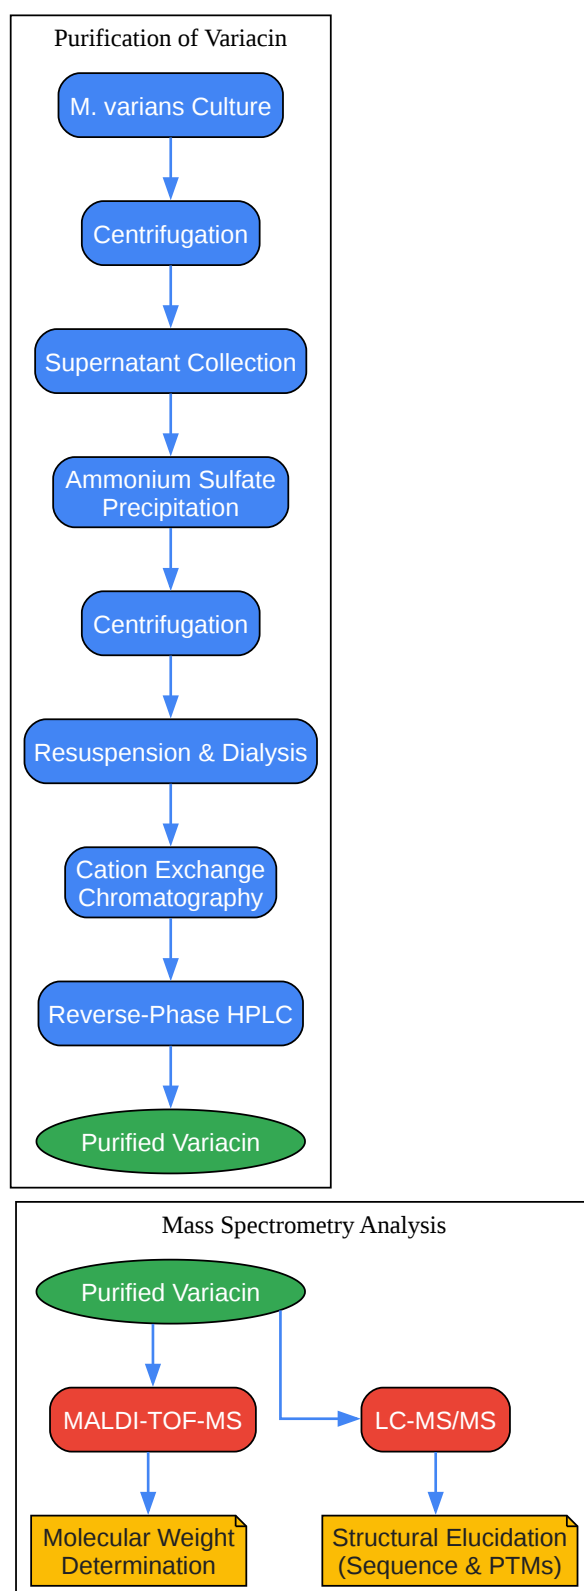 Purification of Variacin
M. varians Culture
Centrifugation
Supernatant Collection
Ammonium Sulfate
Precipitation
Centrifugation
Resuspension & Dialysis
Cation Exchange
Chromatography
Reverse-Phase HPLC
Purified Variacin
Mass Spectrometry Analysis
Purified Variacin
MALDI-TOF-MS
LC-MS/MS
Molecular Weight
Determination
Structural Elucidation
(Sequence & PTMs)